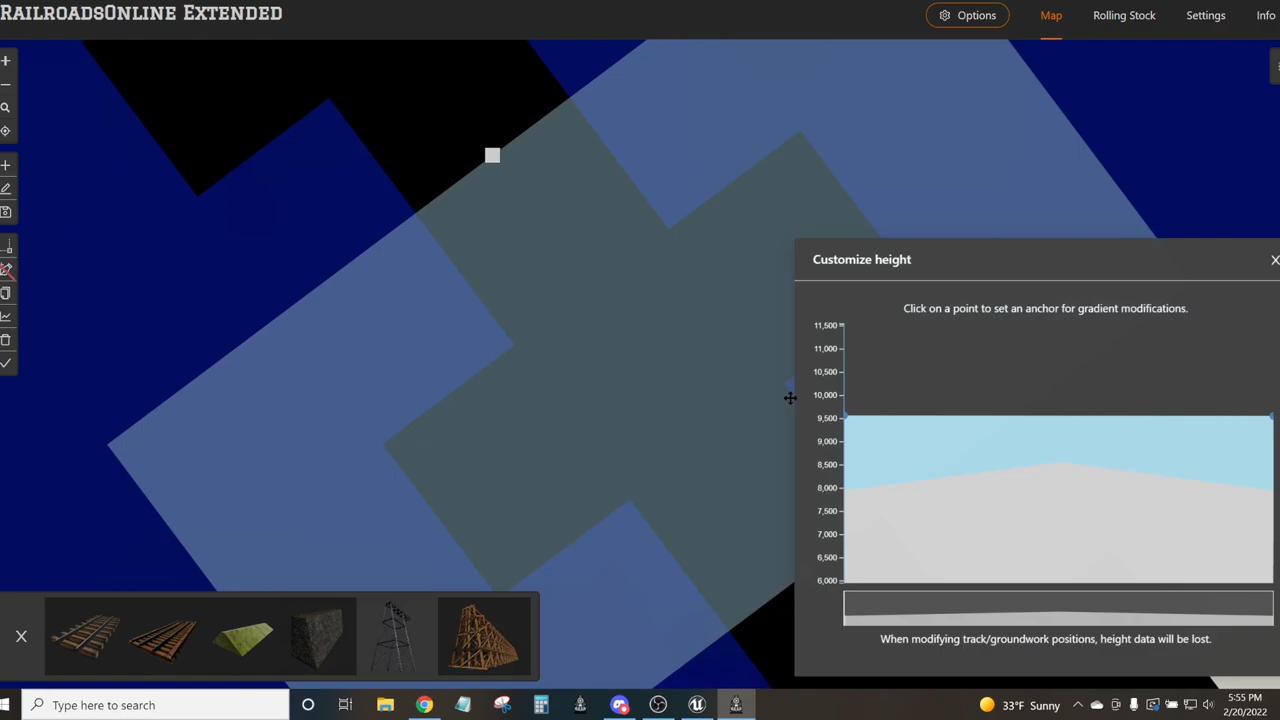 RAILROADSONLINE EXTENDED
Options
Map
Rolling Stock
Settings
Info
Customize height
Click on a point to set an anchor for gradient modifications.
11,500
11,000
10,500
10,000
9,500
9,000
8,500
8,000
7,500
7,000
6,500
6,000
When modifying track/groundwork positions, height data will be lost.
Type here to search
33°F Sunny
5:55 PM
2/20/2022